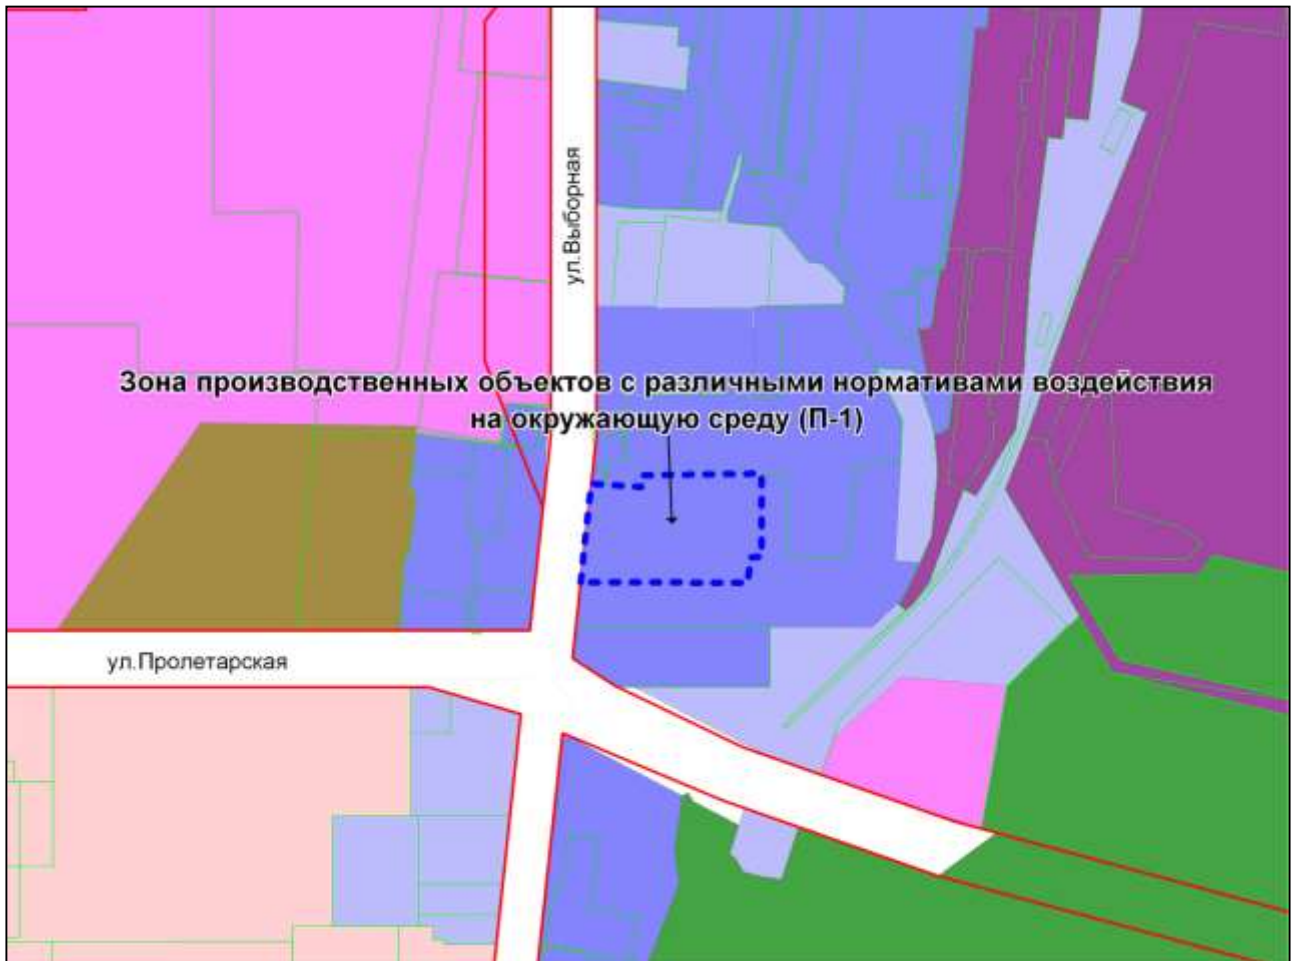 ул.Выборная
Зона производственных объектов с различными нормативами воздействия
на окружающую среду (П-1)
ул.Пролетарская